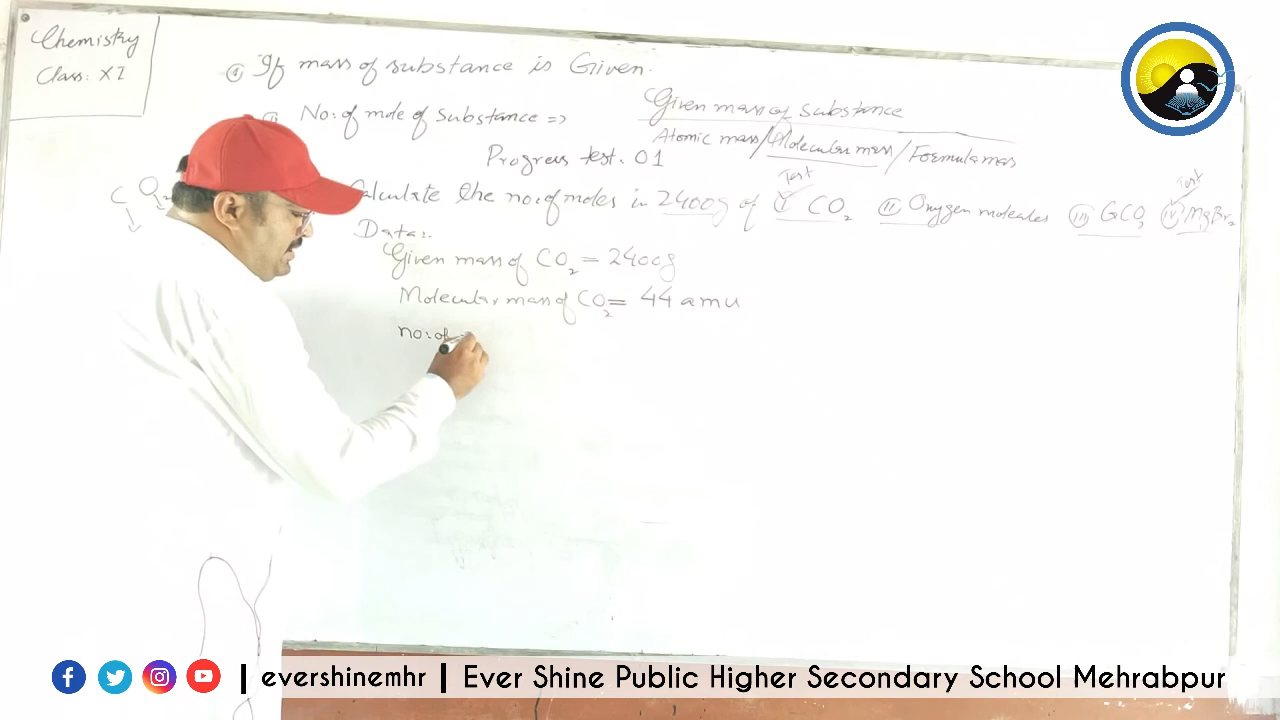 Chemistry
Class: XI
① If mass of substance is Given.
No: of mole of substance => Given mass of substance
Atomic mass / Molecular mass / Formula mass
Progress test. 01
Test
Test
Calculate the no: of moles in 2400g of Ⓘ CO2 Ⓘⓘ Oxygen molecules Ⓘⓘⓘ CaCO3 Ⓘⓥ MgBr2
C O2
Data:.
Given mass of CO2 = 2400g
Molecular mass of CO2 = 44 amu
no: of
| evershinemhr | Ever Shine Public Higher Secondary School Mehrabpur